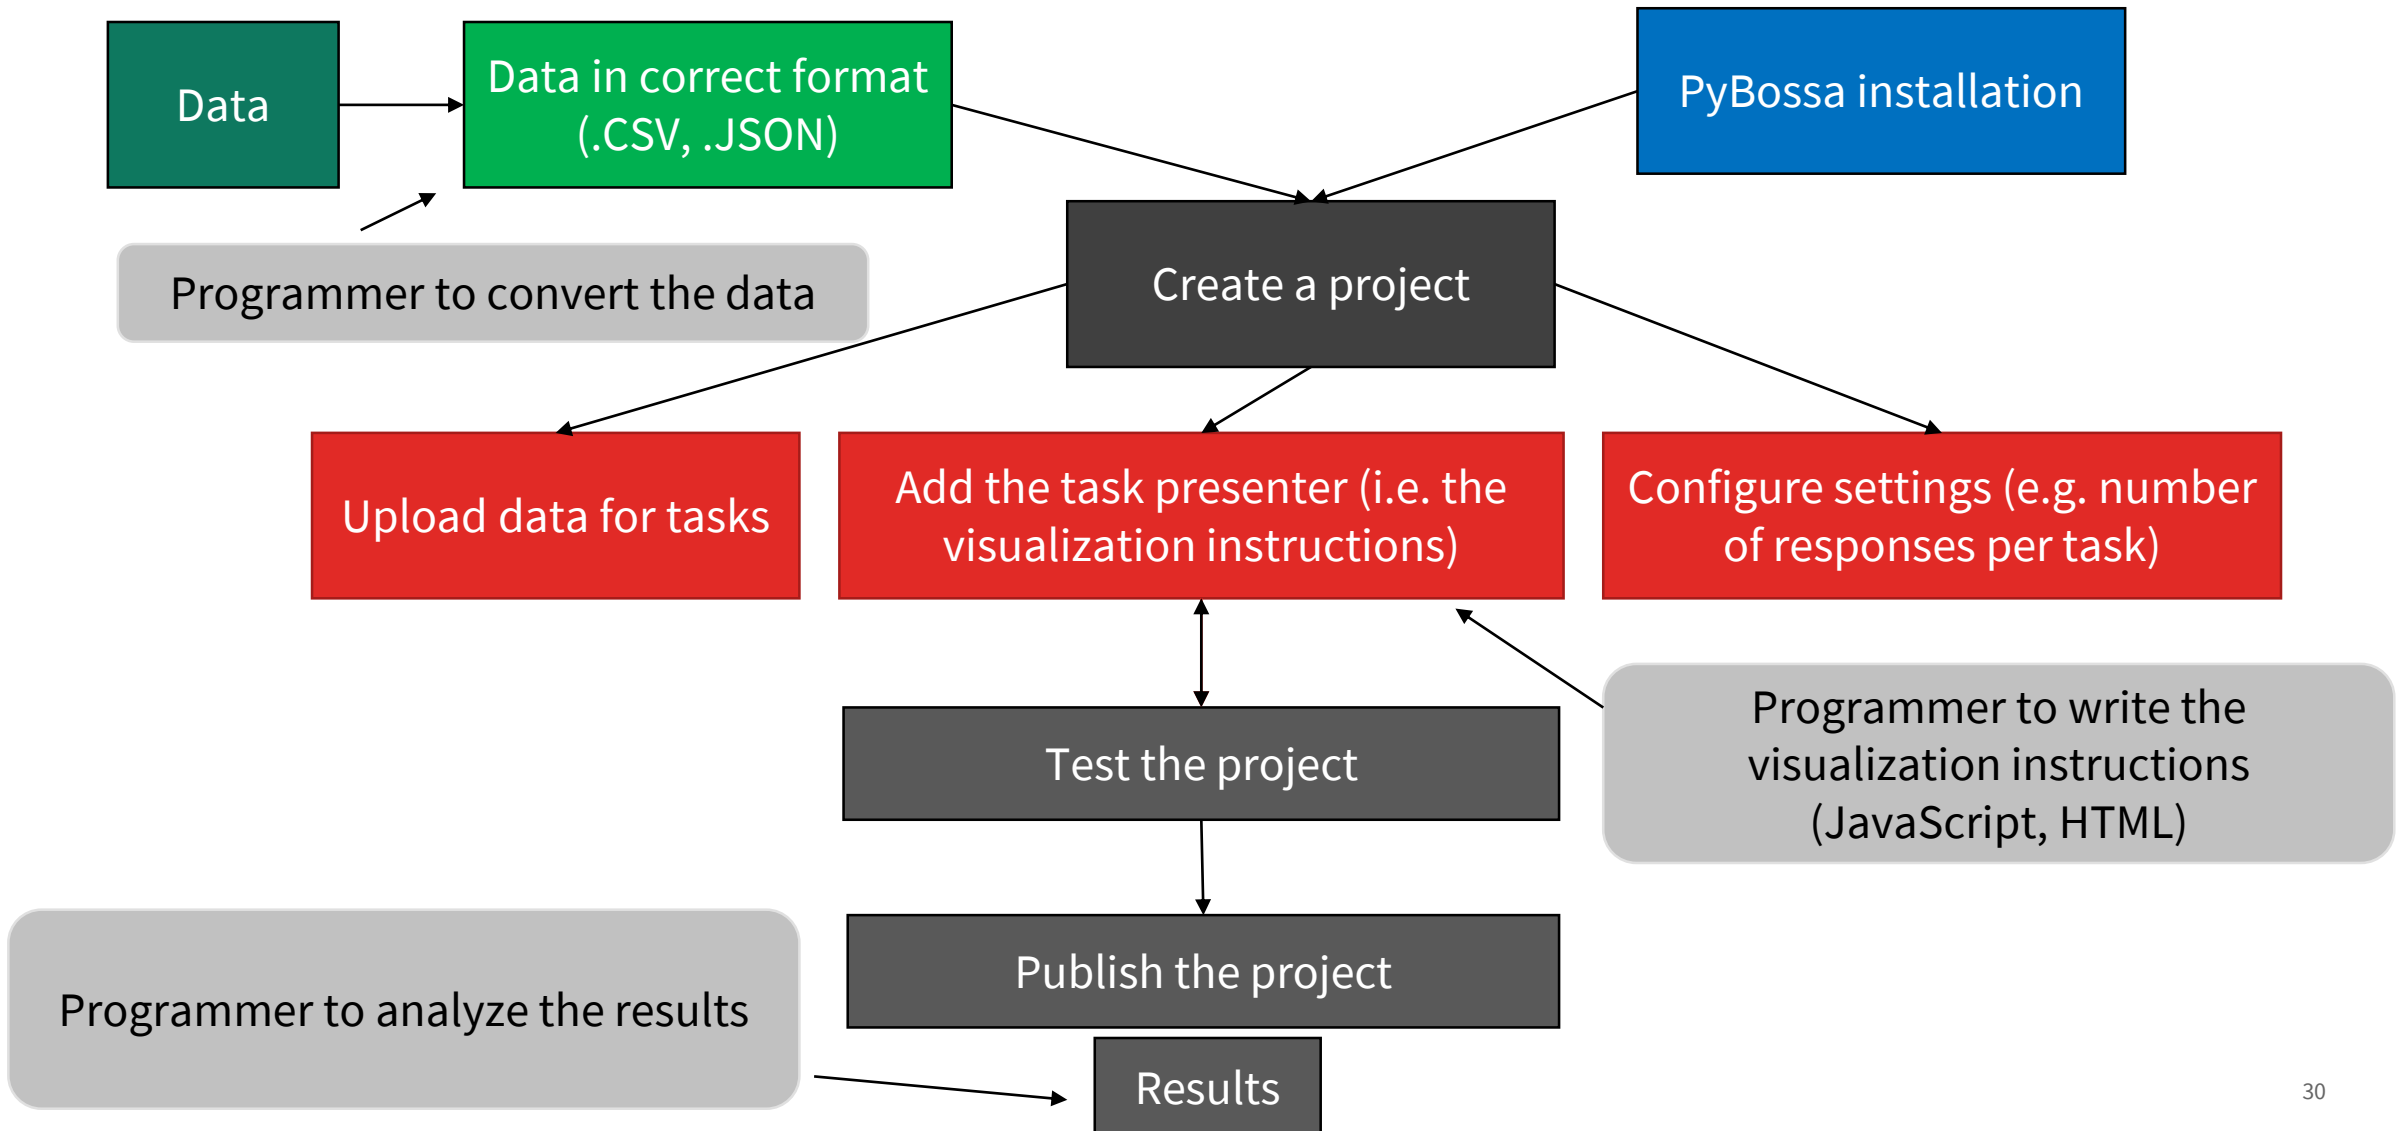 Data
Data in correct format
(.CSV, .JSON)
PyBossa installation
Programmer to convert the data
Create a project
Upload data for tasks
Add the task presenter (i.e. the
visualization instructions)
Configure settings (e.g. number
of responses per task)
Test the project
Programmer to write the
visualization instructions
(JavaScript, HTML)
Publish the project
Programmer to analyze the results
Results
30